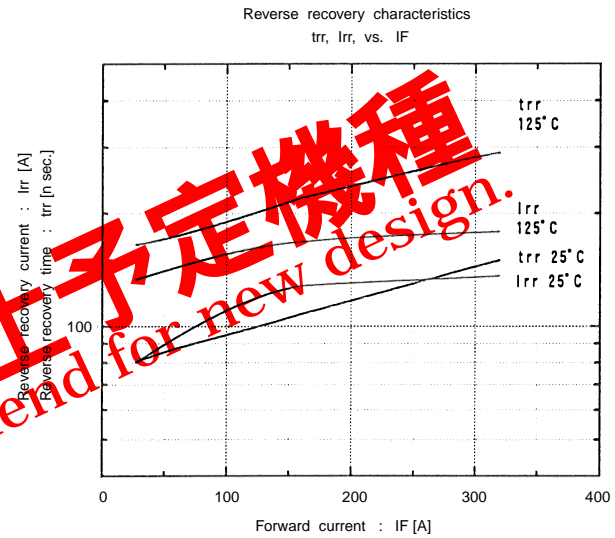 Reverse recovery characteristics
trr, Irr, vs. IF
Reverse recovery current : Irr [A]
Reverse recovery time : trr [n sec.]
100
0 100 200 300 400
Forward current : IF [A]
trr
125°C
Irr
125°C
trr 25°C
Irr 25°C
予定機種
end for new design.